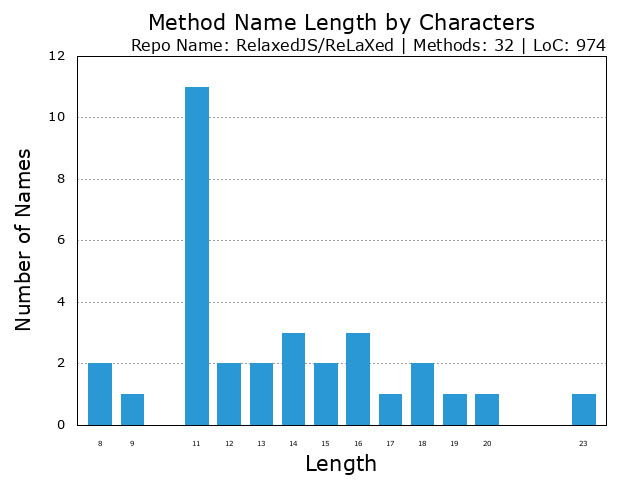 Method Name Length by Characters
Repo Name: RelaxedJS/ReLaXed | Methods: 32 | LoC: 974
12
10
8
6
4
2
0
Number of Names
8 9 11 12 13 14 15 16 17 18 19 20 23
Length